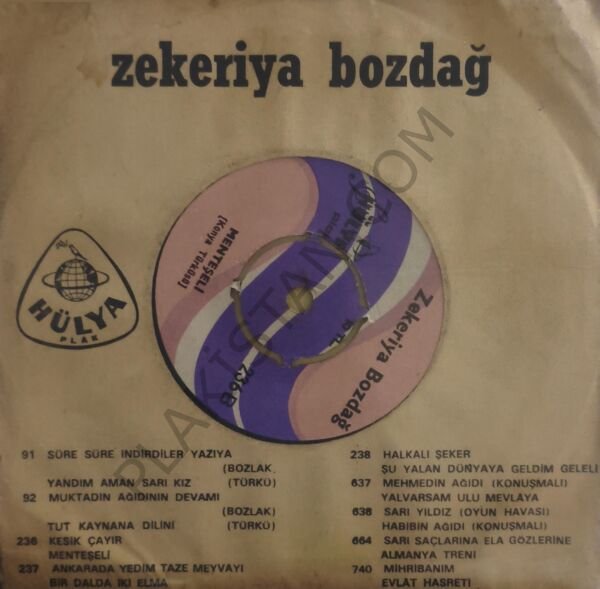 zekeriya bozdağ
MENTEŞELİ
[Konya Türküsü]
Zekeriya Bozdağ
236B
HÜLYA
PLAK
PLAKİSTAN.COM
91 SÜRE SÜRE İNDİRDİLER YAZIYA
(BOZLAK.
YANDIM AMAN SARI KIZ (TÜRKÜ)
92 MUKTADIN AĞIDININ DEVAMI
(BOZLAK)
TUT KAYNANA DİLİNİ (TÜRKÜ)
236 KESİK ÇAYIR
MENTEŞELİ
237 ANKARADA YEDİM TAZE MEYVAYI
BİR DALDA İKİ ELMA
238 HALKALI ŞEKER
ŞU YALAN DÜNYAYA GELDİM GELELİ
637 MEHMEDİN AĞIDI (KONUŞMALI)
YALVARSAM ULU MEVLAYA
638 SARI YILDIZ (OYUN HAVASI)
HABİBİN AĞIDI (KONUŞMALI)
664 SARI SAÇLARINA ELA GÖZLERİNE
ALMANYA TRENİ
740 MİHRİBANIM
EVLAT HASRETİ